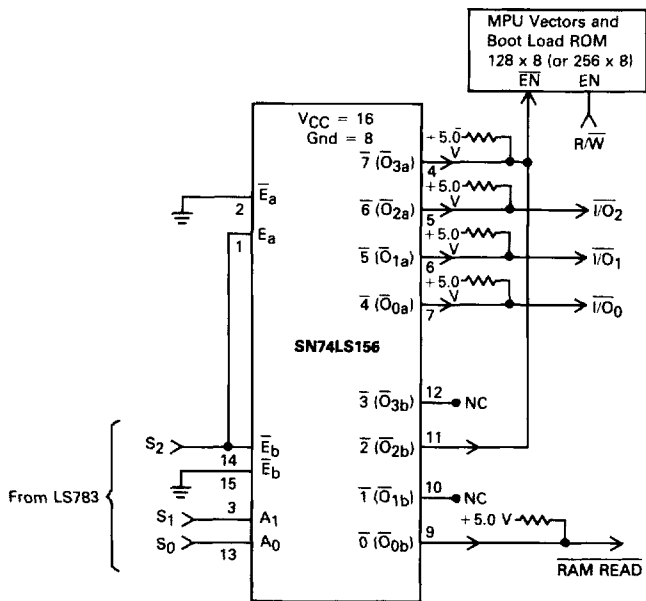 MPU Vectors and
Boot Load ROM
128 x 8 (or 256 x 8)
EN EN
R/W
VCC = 16
Gnd = 8
+5.0
V
7 (O3a)
4
Ea
2
+5.0
V
6 (O2a)
5
I/O2
Ea
1
+5.0
V
5 (O1a)
6
I/O1
+5.0
V
4 (O0a)
7
I/O0
SN74LS156
3 (O3b)
12
NC
S2
Eb
14
2 (O2b)
11
Eb
15
From LS783
1 (O1b)
10
NC
S1
3
A1
+5.0 V
S0
13
A0
0 (O0b)
9
RAM READ